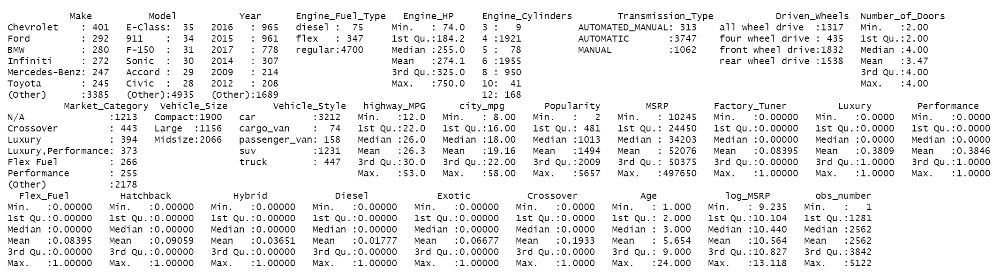 Make          Model           Year      Engine_Fuel_Type   Engine_HP     Engine_Cylinders        Transmission_Type           Driven_Wheels  Number_of_Doors
Chevrolet    : 401   E-Class:  35   2016   : 965   diesel :  75     Min.   : 74.0   3 :   9          AUTOMATED_MANUAL: 313    all wheel drive  :1317   Min.   :2.00
Ford         : 292   911    :  34   2015   : 961   flex   : 347     1st Qu.:184.2   4 :1921          AUTOMATIC       :3747    four wheel drive : 435   1st Qu.:2.00
BMW          : 280   F-150  :  31   2017   : 778   regular:4700     Median :255.0   5 :  78          MANUAL          :1062    front wheel drive:1832   Median :4.00
Infiniti     : 272   Sonic  :  30   2014   : 307                    Mean   :274.1   6 :1955                                   rear wheel drive :1538   Mean   :3.47
Mercedes-Benz: 247   Accord :  29   2009   : 214                    3rd Qu.:325.0   8 : 950                                                            3rd Qu.:4.00
Toyota       : 245   Civic  :  28   2012   : 208                    Max.   :750.0   10:  41                                                            Max.   :4.00
(Other)      :3385   (Other):4935   (Other):1689                                    12: 168
          Market_Category  Vehicle_Size        Vehicle_Style   highway_MPG      city_mpg       Popularity        MSRP        Factory_Tuner         Luxury        Performance
N/A               :1213   Compact:1900   car          :3212   Min.   :12.0   Min.   : 8.00   Min.   :   2   Min.   : 10245   Min.   :0.00000   Min.   :0.0000   Min.   :0.0000
Crossover         : 443   Large  :1156   cargo_van    :  74   1st Qu.:22.0   1st Qu.:16.00   1st Qu.: 481   1st Qu.: 24450   1st Qu.:0.00000   1st Qu.:0.0000   1st Qu.:0.0000
Luxury            : 394   Midsize:2066   passenger_van: 158   Median :26.0   Median :18.00   Median :1013   Median : 34203   Median :0.00000   Median :0.0000   Median :0.0000
Luxury,Performance: 373                  suv          :1231   Mean   :26.3   Mean   :19.16   Mean   :1494   Mean   : 52076   Mean   :0.08395   Mean   :0.3809   Mean   :0.3846
Flex Fuel         : 266                  truck        : 447   3rd Qu.:30.0   3rd Qu.:22.00   3rd Qu.:2009   3rd Qu.: 50375   3rd Qu.:0.00000   3rd Qu.:1.0000   3rd Qu.:1.0000
Performance       : 255                                       Max.   :53.0   Max.   :58.00   Max.   :5657   Max.   :497650   Max.   :1.00000   Max.   :1.0000   Max.   :1.0000
(Other)           :2178
  Flex_Fuel         Hatchback           Hybrid            Diesel            Exotic          Crossover           Age            log_MSRP        obs_number
Min.   :0.00000   Min.   :0.00000   Min.   :0.00000   Min.   :0.00000   Min.   :0.00000   Min.   :0.0000   Min.   : 1.000   Min.   : 9.235   Min.   :   1
1st Qu.:0.00000   1st Qu.:0.00000   1st Qu.:0.00000   1st Qu.:0.00000   1st Qu.:0.00000   1st Qu.:0.0000   1st Qu.: 2.000   1st Qu.:10.104   1st Qu.:1281
Median :0.00000   Median :0.00000   Median :0.00000   Median :0.00000   Median :0.00000   Median :0.0000   Median : 3.000   Median :10.440   Median :2562
Mean   :0.08395   Mean   :0.09059   Mean   :0.03651   Mean   :0.01777   Mean   :0.06677   Mean   :0.1933   Mean   : 5.654   Mean   :10.564   Mean   :2562
3rd Qu.:0.00000   3rd Qu.:0.00000   3rd Qu.:0.00000   3rd Qu.:0.00000   3rd Qu.:0.00000   3rd Qu.:0.0000   3rd Qu.: 9.000   3rd Qu.:10.827   3rd Qu.:3842
Max.   :1.00000   Max.   :1.00000   Max.   :1.00000   Max.   :1.00000   Max.   :1.00000   Max.   :1.0000   Max.   :24.000   Max.   :13.118   Max.   :5122